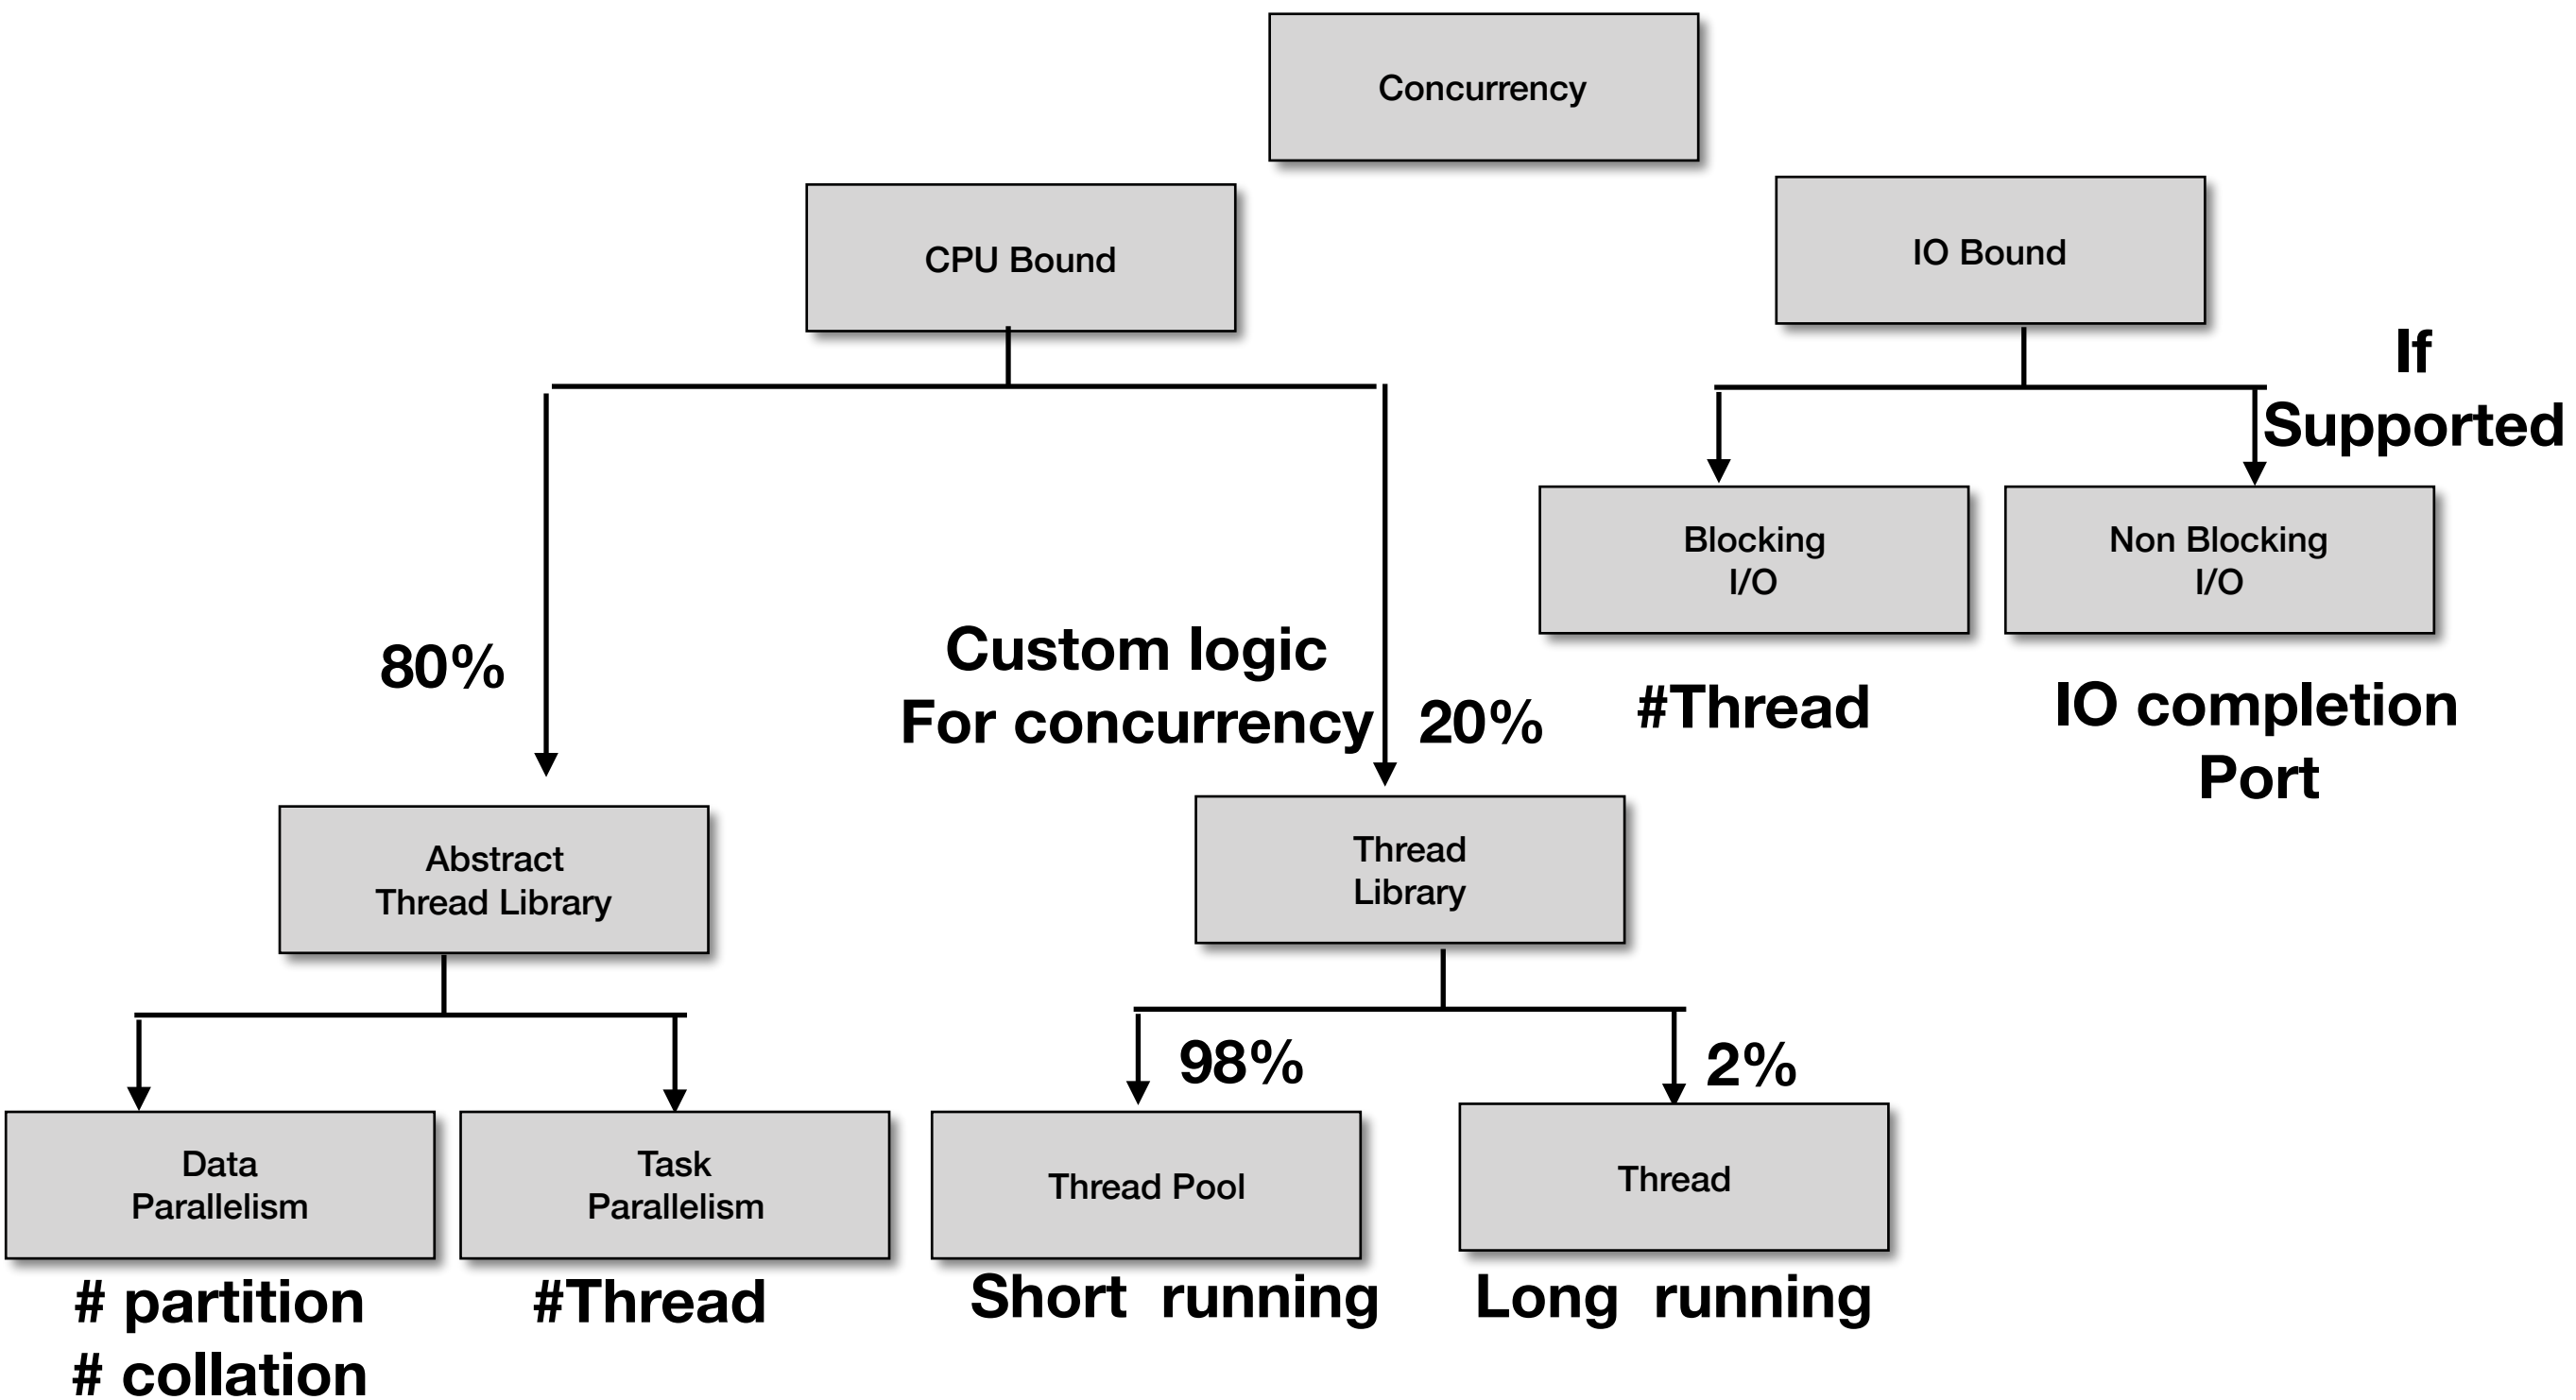 Concurrency
CPU Bound
IO Bound
If
Supported
Blocking
I/O
Non Blocking
I/O
80%
Custom logic
For concurrency
20%
#Thread
IO completion
Port
Abstract
Thread Library
Thread
Library
98%
2%
Data
Parallelism
Task
Parallelism
Thread Pool
Thread
# partition
# collation
#Thread
Short running
Long running